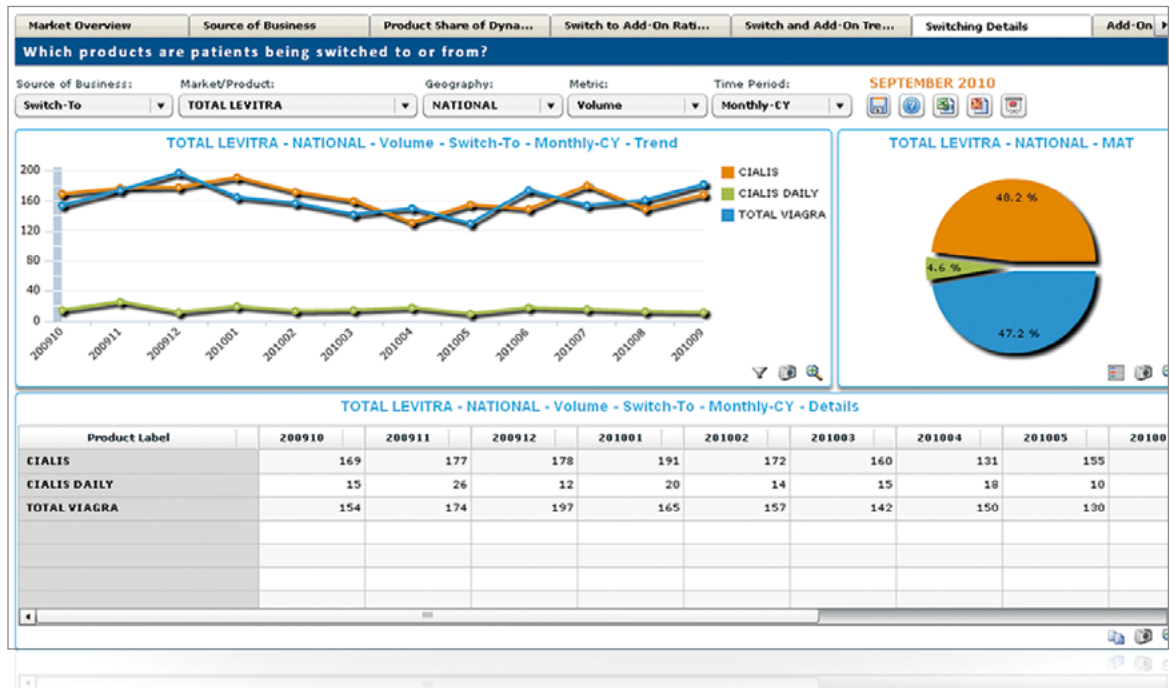 Market Overview Source of Business Product Share of Dyna... Switch to Add-On Rati... Switch and Add-On Tre... Switching Details Add-On
Which products are patients being switched to or from?
Source of Business: Market/Product: Geography: Metric: Time Period: SEPTEMBER 2010
Switch-To TOTAL LEVITRA NATIONAL Volume Monthly-CY
TOTAL LEVITRA - NATIONAL - Volume - Switch-To - Monthly-CY - Trend
200
160
120
80
40
0
200910 200911 200912 201001 201002 201003 201004 201005 201006 201007 201008 201009
CIALIS
CIALIS DAILY
TOTAL VIAGRA
TOTAL LEVITRA - NATIONAL - MAT
48.2 %
4.6 %
47.2 %
TOTAL LEVITRA - NATIONAL - Volume - Switch-To - Monthly-CY - Details
Product Label 200910 200911 200912 201001 201002 201003 201004 201005 20100
CIALIS 169 177 178 191 172 160 131 155
CIALIS DAILY 15 26 12 20 14 15 18 10
TOTAL VIAGRA 154 174 197 165 157 142 150 130